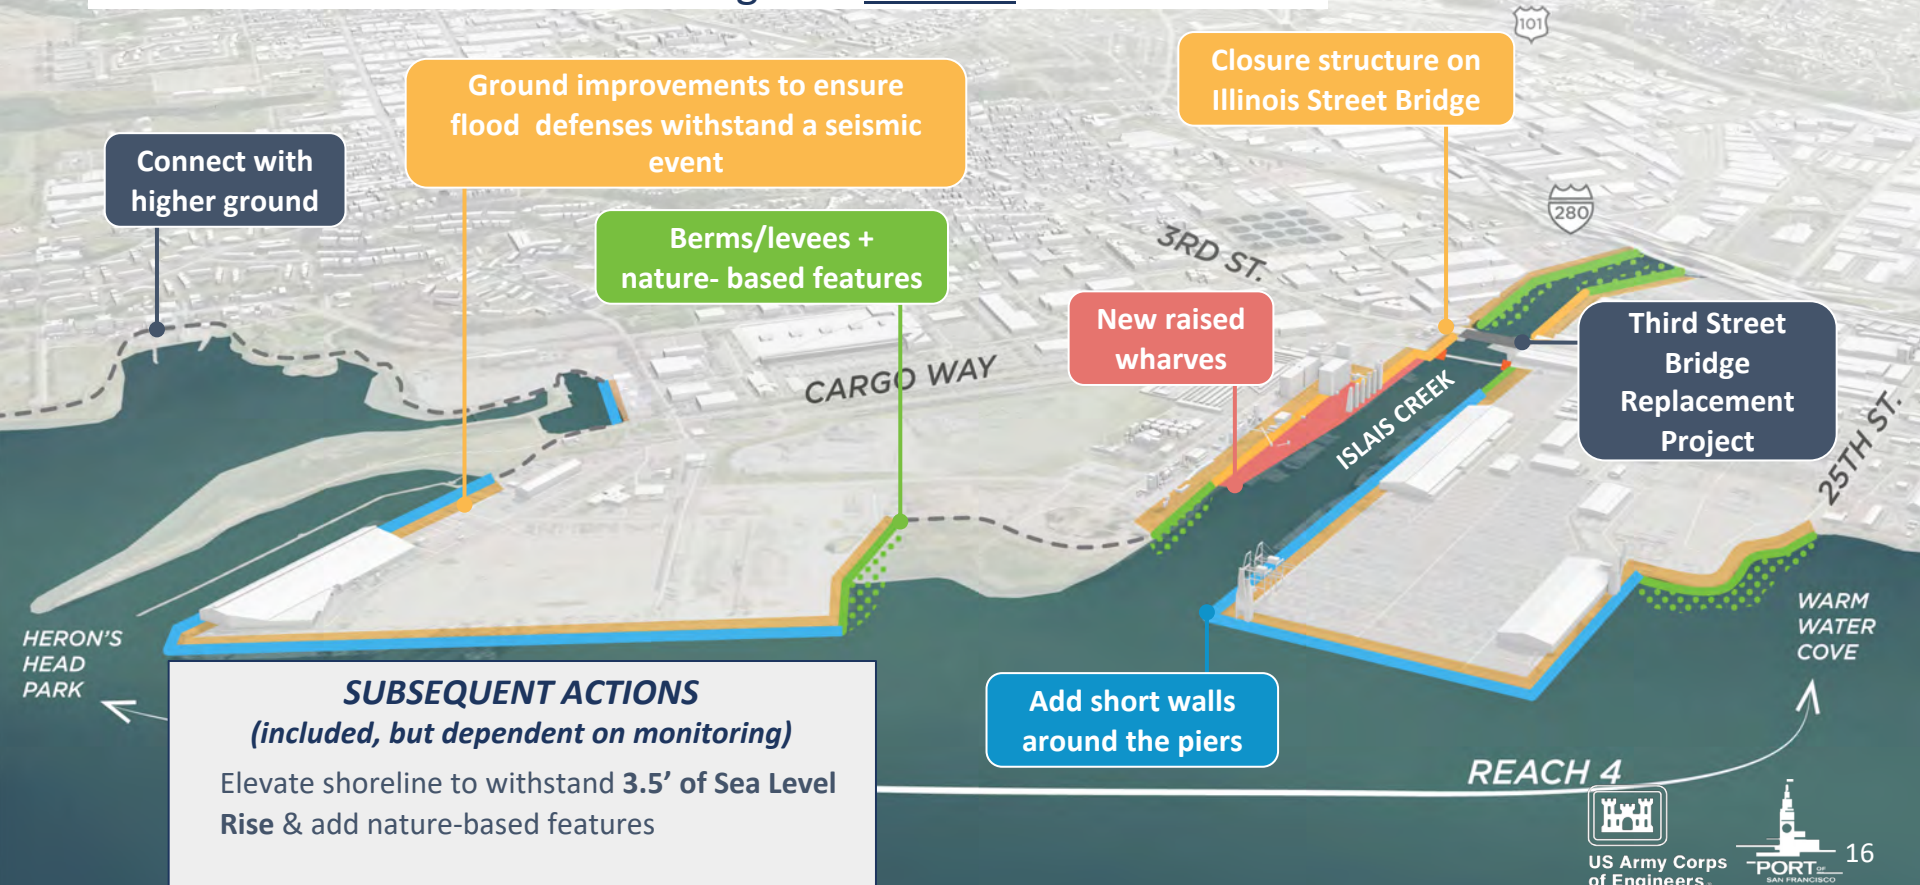 101
Closure structure on
Illinois Street Bridge
Ground improvements to ensure
flood defenses withstand a seismic
event
Connect with
higher ground
280
Berms/levees +
nature- based features
3RD ST.
New raised
wharves
Third Street
Bridge
Replacement
Project
CARGO WAY
ISLAIS CREEK
25TH ST.
HERON'S
HEAD
PARK
WARM
WATER
COVE
SUBSEQUENT ACTIONS
(included, but dependent on monitoring)
Elevate shoreline to withstand 3.5’ of Sea Level
Rise & add nature-based features
Add short walls
around the piers
REACH 4
US Army Corps
of Engineers
PORT OF
SAN FRANCISCO
16